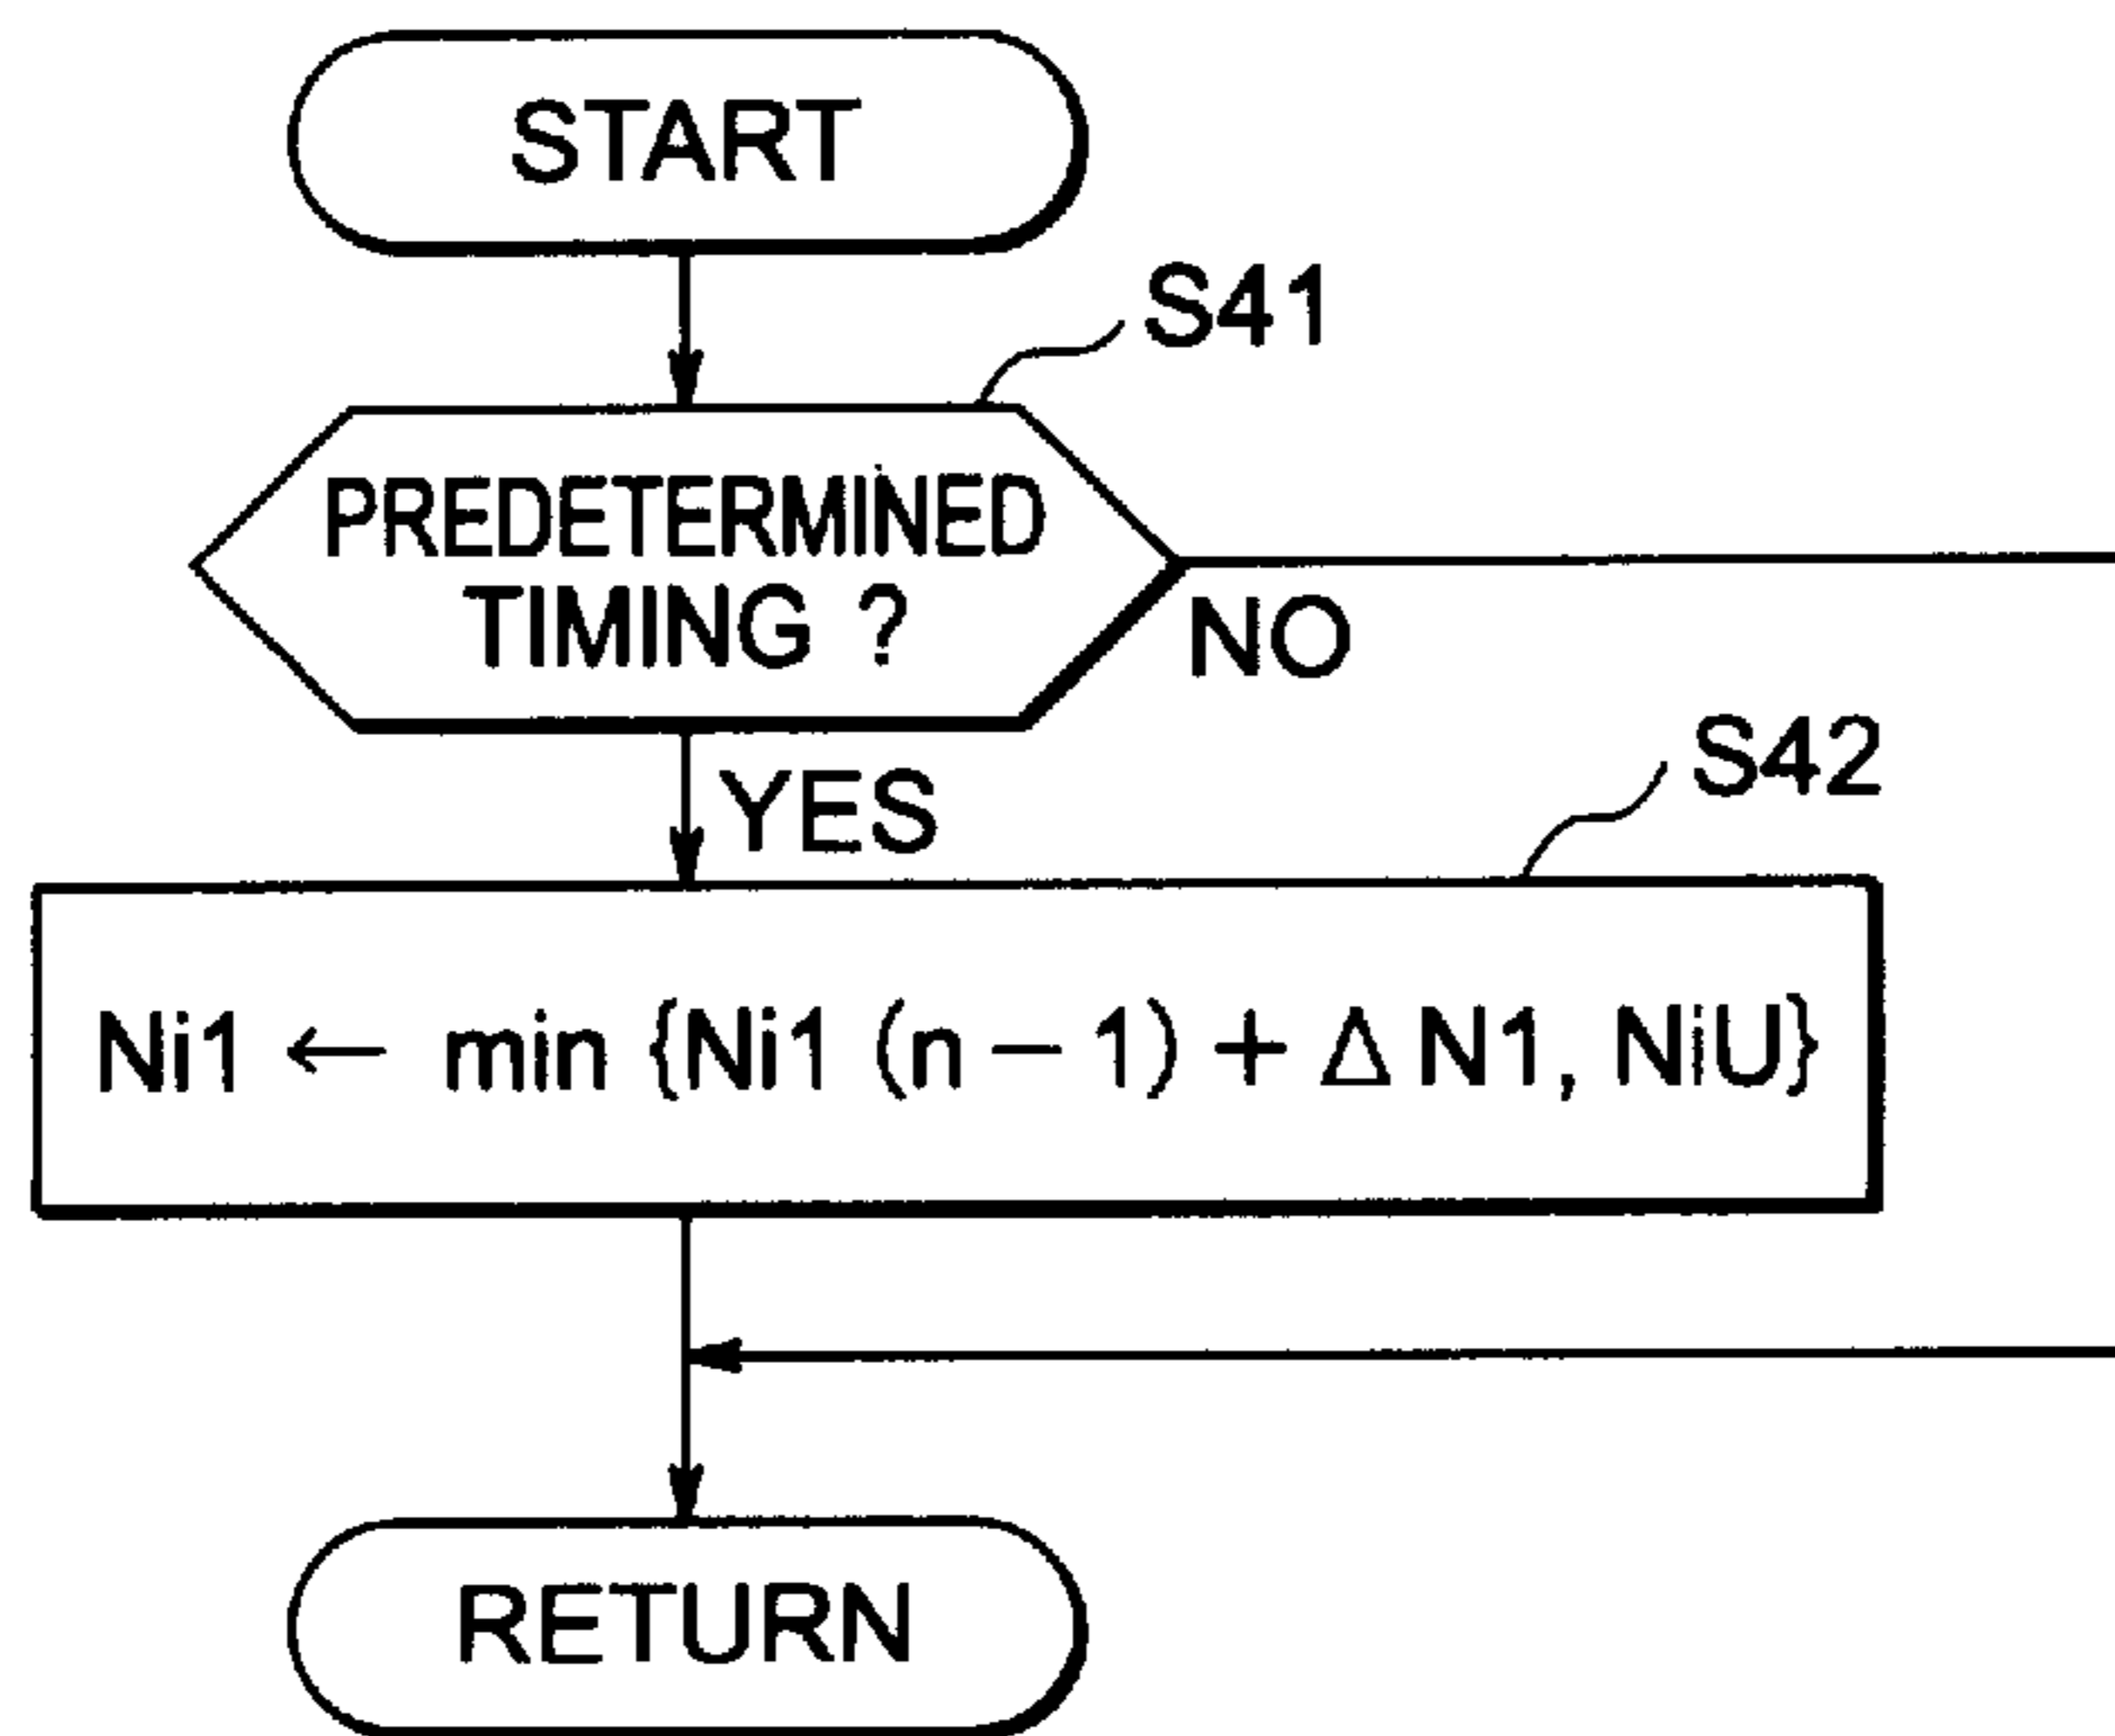 START
S41
PREDETERMINED
TIMING ?
NO
YES
S42
Ni1 ← min {Ni1 (n − 1) + Δ N1, NiU}
RETURN